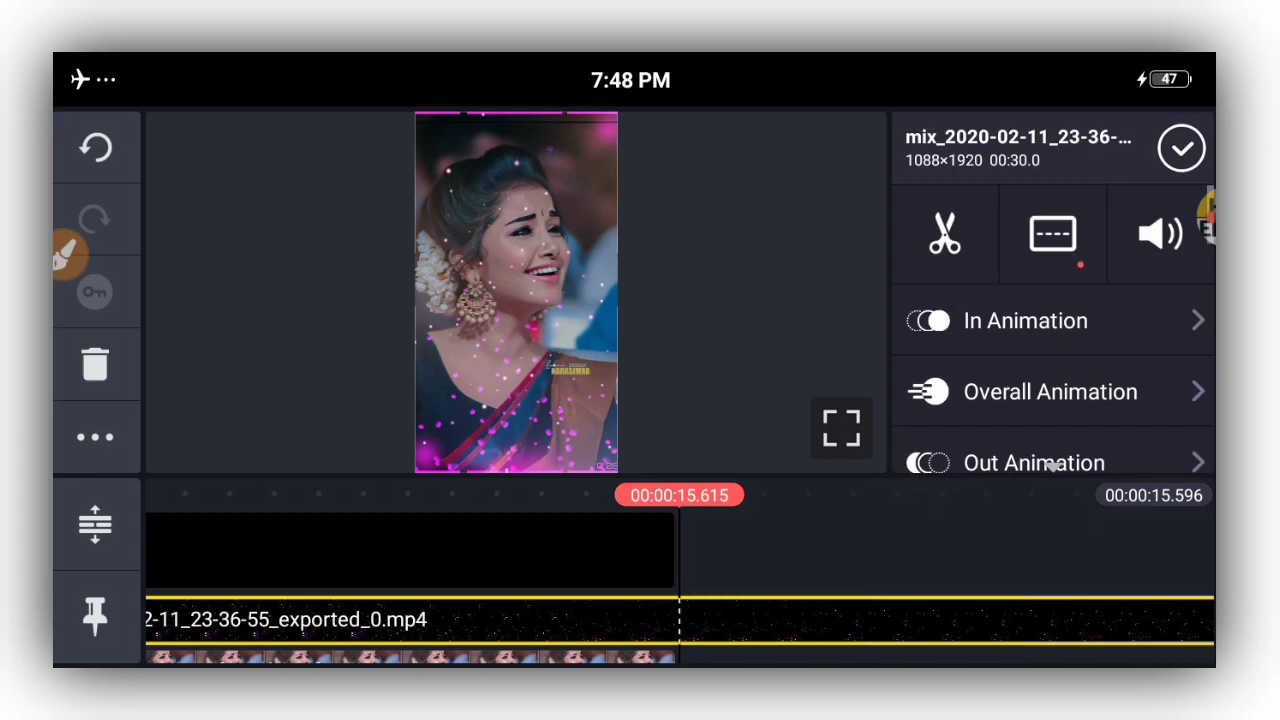 7:48 PM
47
mix_2020-02-11_23-36-...
1088×1920 00:30.0
In Animation
Overall Animation
Out Animation
NARASIMHA
00:00:15.615
00:00:15.596
2-11_23-36-55_exported_0.mp4